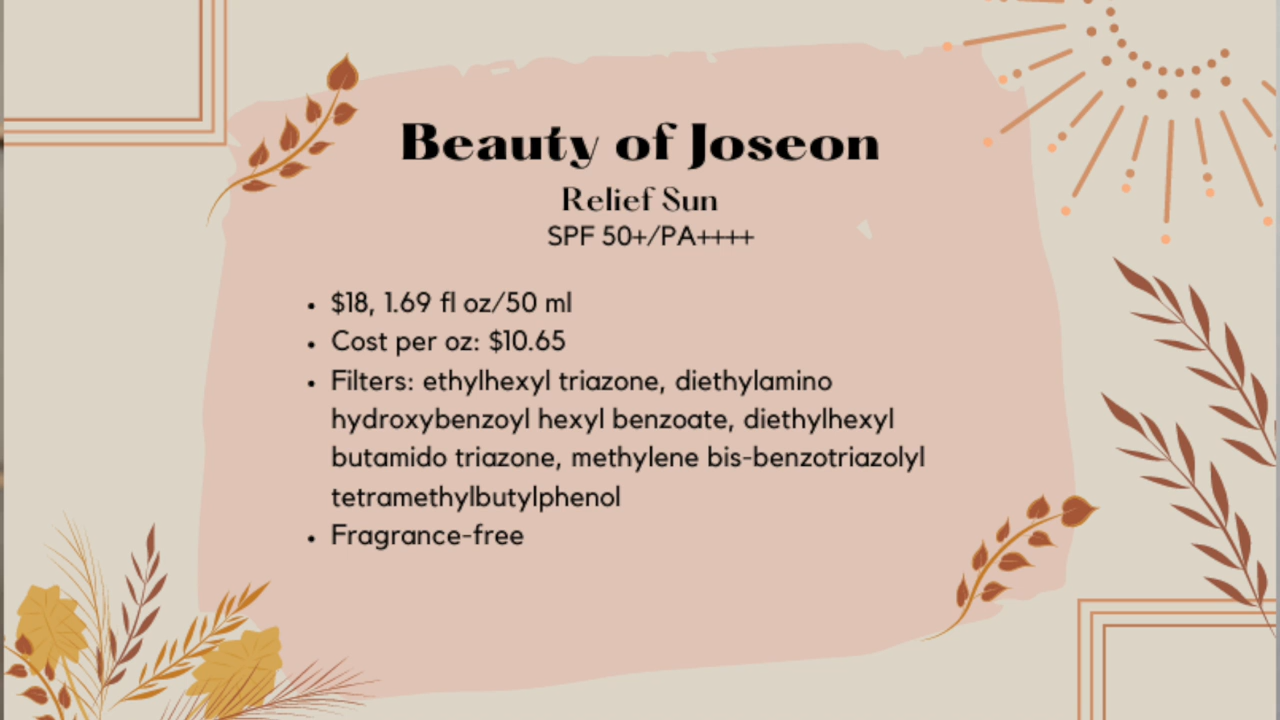 Beauty of Joseon
Relief Sun
SPF 50+/PA++++
• $18, 1.69 fl oz/50 ml
• Cost per oz: $10.65
• Filters: ethylhexyl triazone, diethylamino
hydroxybenzoyl hexyl benzoate, diethylhexyl
butamido triazone, methylene bis-benzotriazolyl
tetramethylbutylphenol
• Fragrance-free